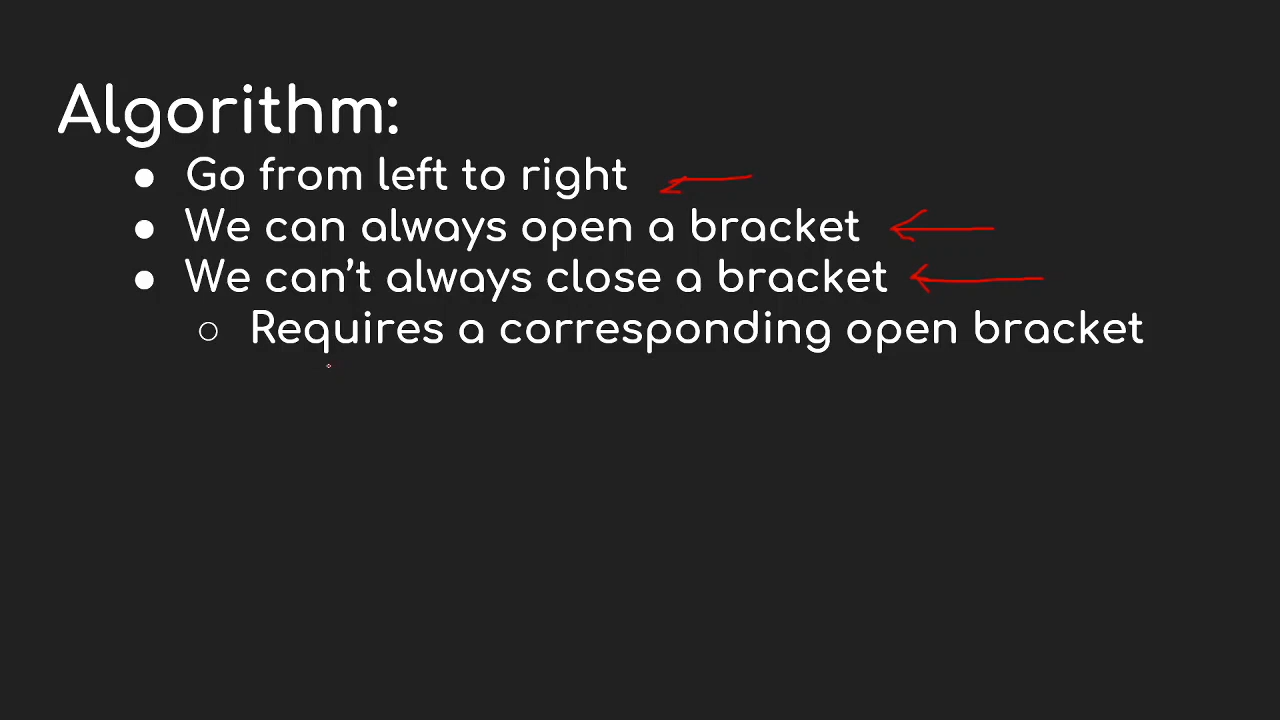 Algorithm:
● Go from left to right
● We can always open a bracket
● We can’t always close a bracket
○ Requires a corresponding open bracket